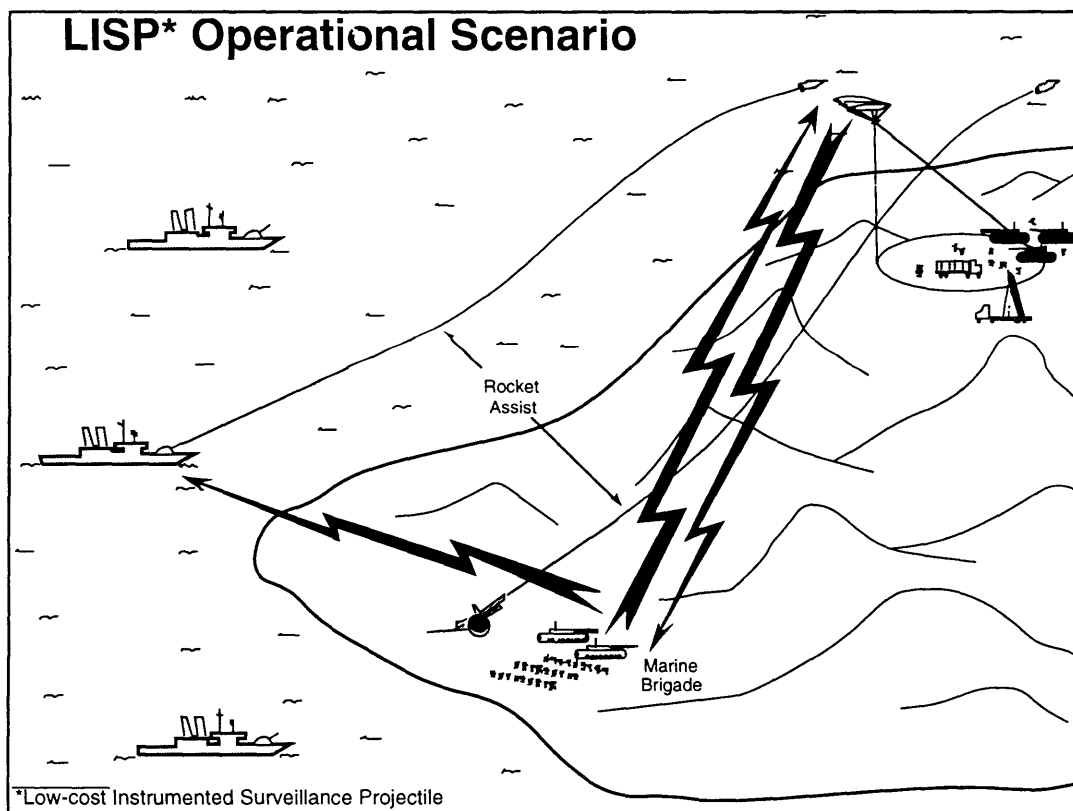 LISP* Operational Scenario
Rocket
Assist
Marine
Brigade
*Low-cost Instrumented Surveillance Projectile